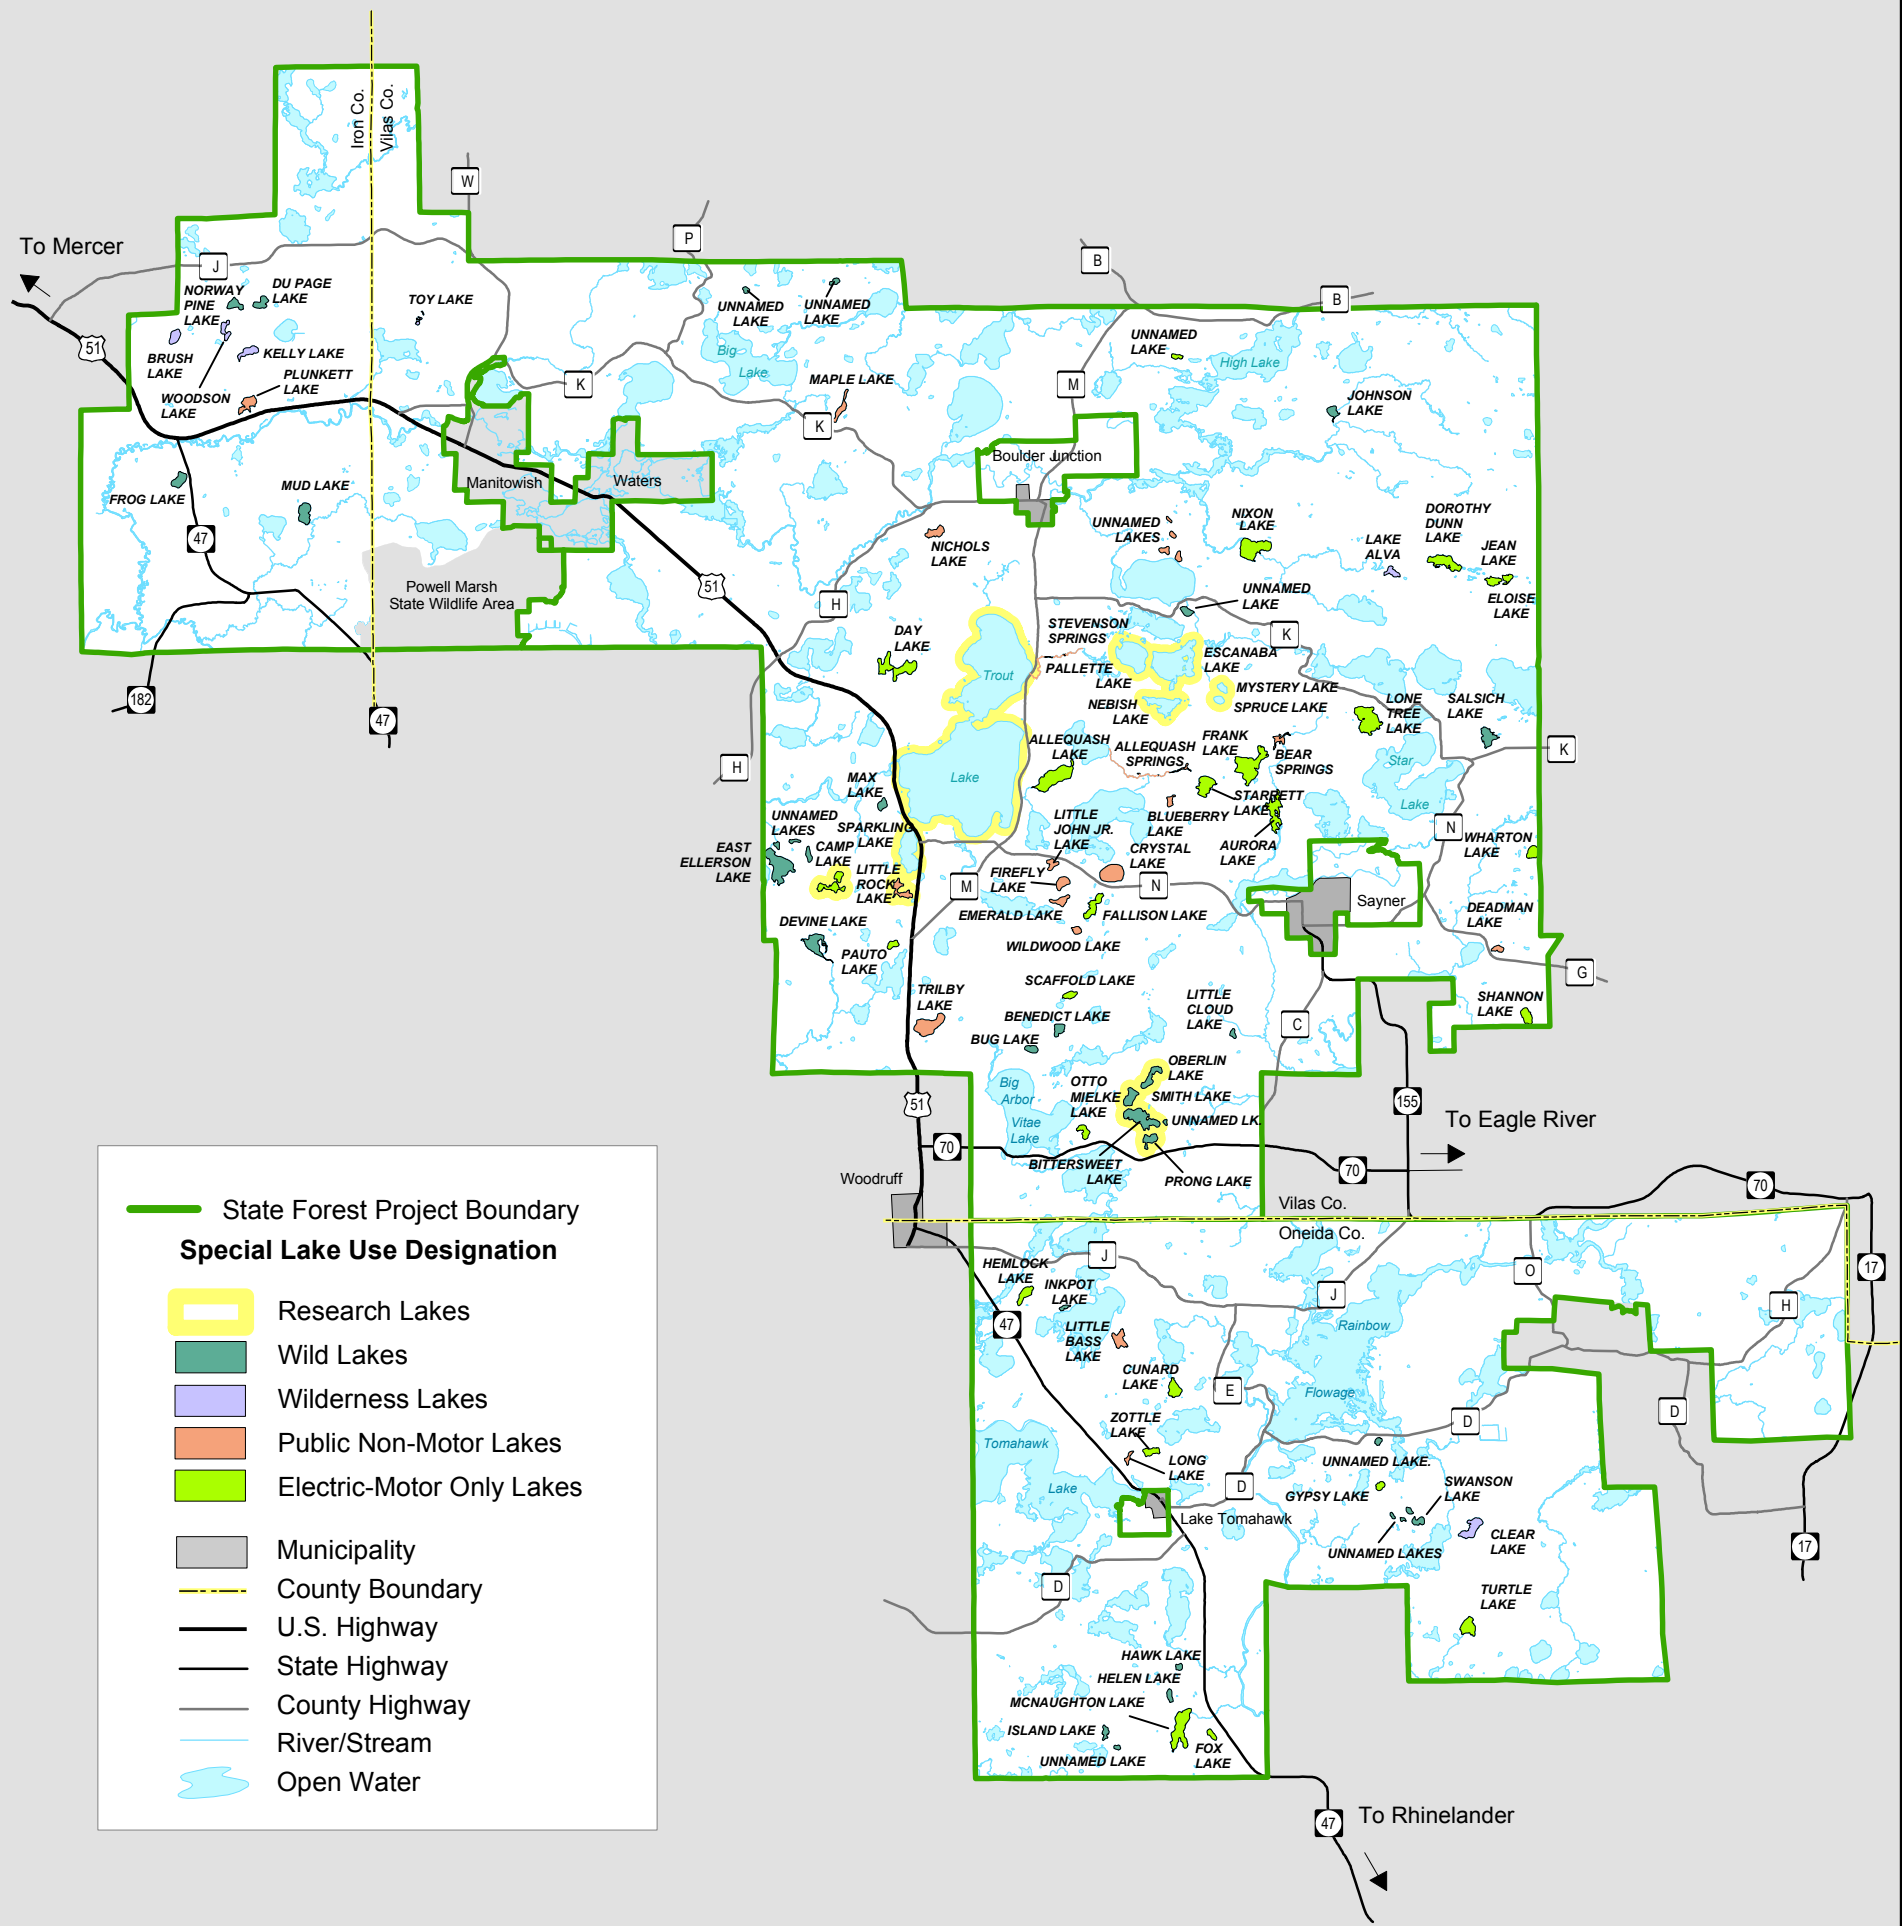 Iron Co.
Vilas Co.
W
To Mercer
J
P
B
B
NORWAY
PINE
LAKE
DU PAGE
LAKE
TOY LAKE
UNNAMED
LAKE
UNNAMED
LAKE
51
BRUSH
LAKE
KELLY LAKE
PLUNKETT
LAKE
WOODSON
LAKE
K
Big
Lake
MAPLE LAKE
K
UNNAMED
LAKE
High Lake
M
JOHNSON
LAKE
Boulder Junction
Manitowish
Waters
FROG LAKE
MUD LAKE
47
NICHOLS
LAKE
UNNAMED
LAKES
NIXON
LAKE
DOROTHY
DUNN
LAKE
LAKE
ALVA
JEAN
LAKE
ELOISE
LAKE
Powell Marsh
State Wildlife Area
51
H
UNNAMED
LAKE
K
182
47
H
DAY
LAKE
Trout
Lake
STEVENSON
SPRINGS
PALLETTE
LAKE
ESCANABA
LAKE
MYSTERY LAKE
SPRUCE LAKE
NEBISH
LAKE
LONE
TREE
LAKE
SALSICH
LAKE
K
ALLEQUASH
LAKE
ALLEQUASH
SPRINGS
FRANK
LAKE
BEAR
SPRINGS
Star
Lake
MAX
LAKE
UNNAMED
LAKES
SPARKLING
LAKE
EAST
ELLERSON
LAKE
CAMP
LAKE
LITTLE
ROCK
LAKE
LITTLE
JOHN JR.
LAKE
BLUEBERRY
LAKE
STARRETT
LAKE
AURORA
LAKE
CRYSTAL
LAKE
FIREFLY
LAKE
M
N
N
WHARTON
LAKE
EMERALD LAKE
FALLISON LAKE
Sayner
DEADMAN
LAKE
DEVINE LAKE
PAUTO
LAKE
WILDWOOD LAKE
G
TRILBY
LAKE
SCAFFOLD LAKE
BENEDICT LAKE
BUG LAKE
LITTLE
CLOUD
LAKE
C
SHANNON
LAKE
Big
Arbor
Vitae
Lake
OTTO
MIELKE
LAKE
OBERLIN
LAKE
SMITH LAKE
UNNAMED LK.
BITTERSWEET
LAKE
PRONG LAKE
51
70
155
To Eagle River
70
70
Woodruff
Vilas Co.
Oneida Co.
HEMLOCK
LAKE
INKPOT
LAKE
J
J
O
17
H
47
LITTLE
BASS
LAKE
Rainbow
Flowage
CUNARD
LAKE
E
D
D
ZOTTLE
LAKE
LONG
LAKE
Tomahawk
Lake
UNNAMED LAKE.
GYPSY LAKE
SWANSON
LAKE
D
Lake Tomahawk
UNNAMED LAKES
CLEAR
LAKE
17
D
TURTLE
LAKE
HAWK LAKE
HELEN LAKE
MCNAUGHTON LAKE
ISLAND LAKE
UNNAMED LAKE
FOX
LAKE
47
To Rhinelander
State Forest Project Boundary
Special Lake Use Designation
Research Lakes
Wild Lakes
Wilderness Lakes
Public Non-Motor Lakes
Electric-Motor Only Lakes
Municipality
County Boundary
U.S. Highway
State Highway
County Highway
River/Stream
Open Water